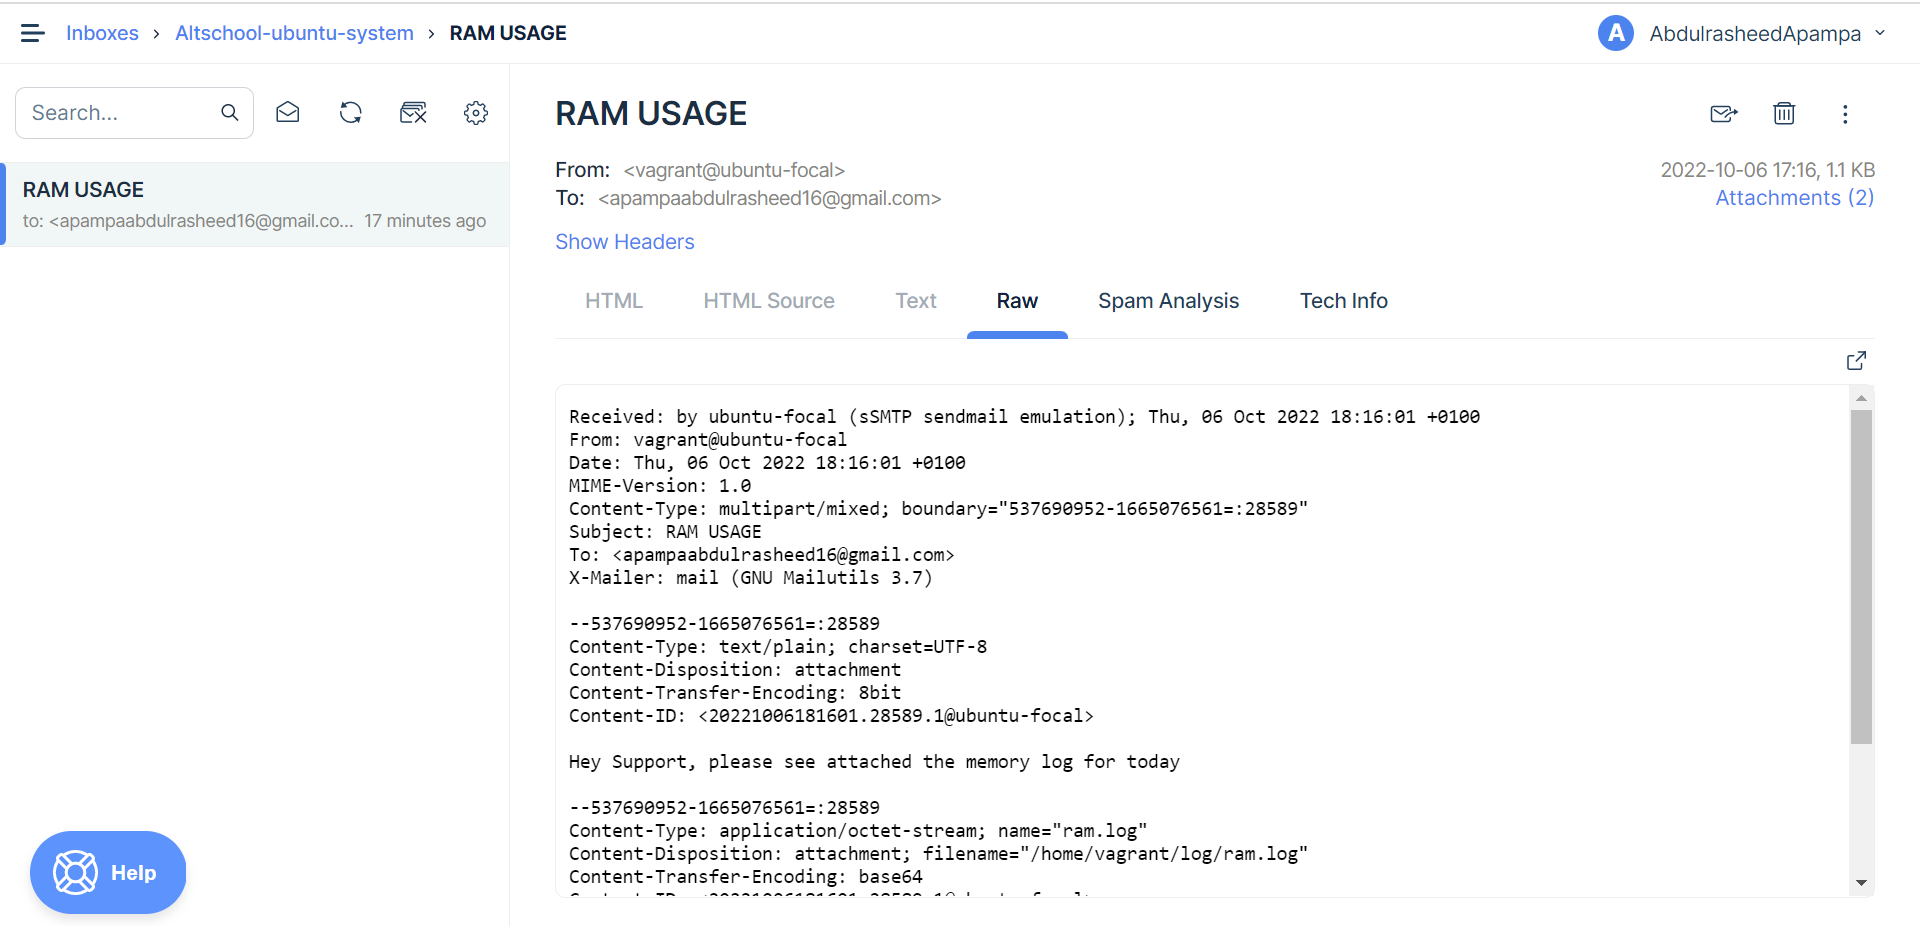 Inboxes › Altschool-ubuntu-system › RAM USAGE
A AbdulrasheedApampa
Search...
RAM USAGE
to: <apampaabdulrasheed16@gmail.co... 17 minutes ago
Help
RAM USAGE
From: <vagrant@ubuntu-focal>
To: <apampaabdulrasheed16@gmail.com>
2022-10-06 17:16, 1.1 KB
Attachments (2)
Show Headers
HTML HTML Source Text Raw Spam Analysis Tech Info
Received: by ubuntu-focal (sSMTP sendmail emulation); Thu, 06 Oct 2022 18:16:01 +0100
From: vagrant@ubuntu-focal
Date: Thu, 06 Oct 2022 18:16:01 +0100
MIME-Version: 1.0
Content-Type: multipart/mixed; boundary="537690952-1665076561=:28589"
Subject: RAM USAGE
To: <apampaabdulrasheed16@gmail.com>
X-Mailer: mail (GNU Mailutils 3.7)
--537690952-1665076561=:28589
Content-Type: text/plain; charset=UTF-8
Content-Disposition: attachment
Content-Transfer-Encoding: 8bit
Content-ID: <20221006181601.28589.1@ubuntu-focal>
Hey Support, please see attached the memory log for today
--537690952-1665076561=:28589
Content-Type: application/octet-stream; name="ram.log"
Content-Disposition: attachment; filename="/home/vagrant/log/ram.log"
Content-Transfer-Encoding: base64